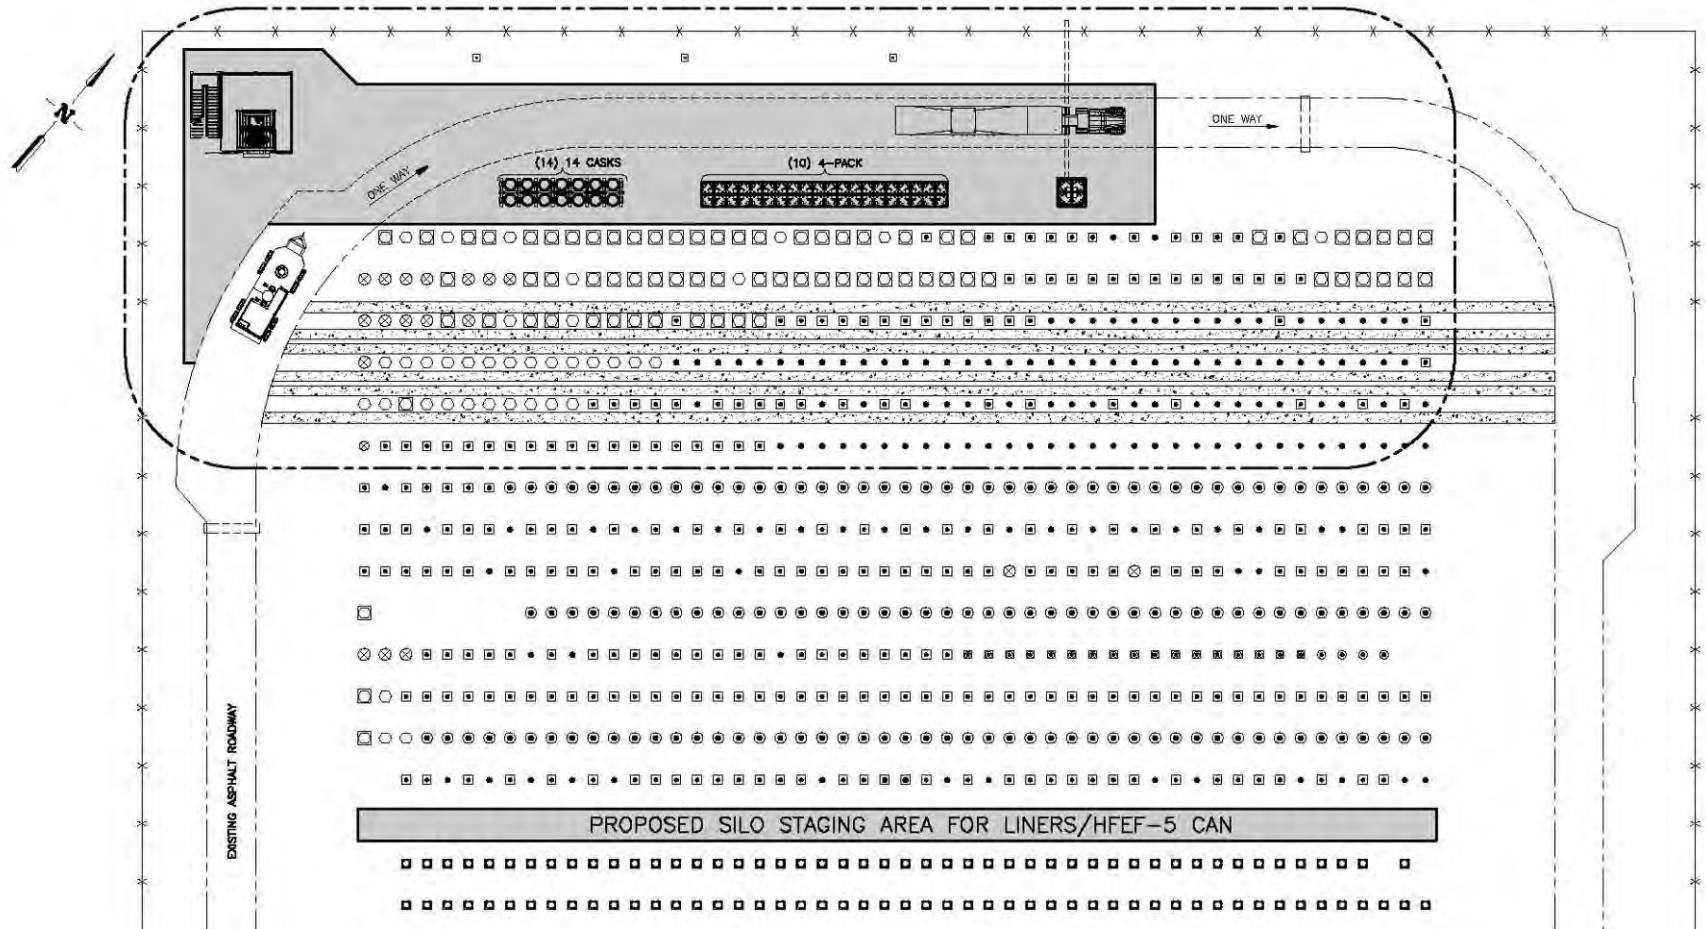 N
ONE WAY
(14) 14 CASKS
(10) 4-PACK
ONE WAY
EXISTING ASPHALT ROADWAY
PROPOSED SILO STAGING AREA FOR LINERS/HFEF-5 CAN